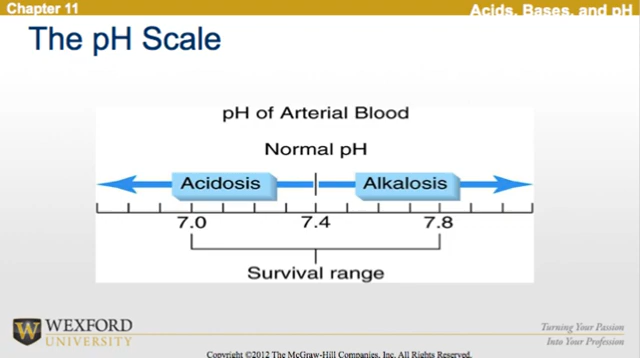 Chapter 11
Acids, Bases, and pH
The pH Scale
pH of Arterial Blood
Normal pH
Acidosis
Alkalosis
7.0 7.4 7.8
Survival range
WEXFORD
UNIVERSITY
Turning Your Passion
Into Your Profession
Copyright ©2012 The McGraw-Hill Companies, Inc. All Rights Reserved.